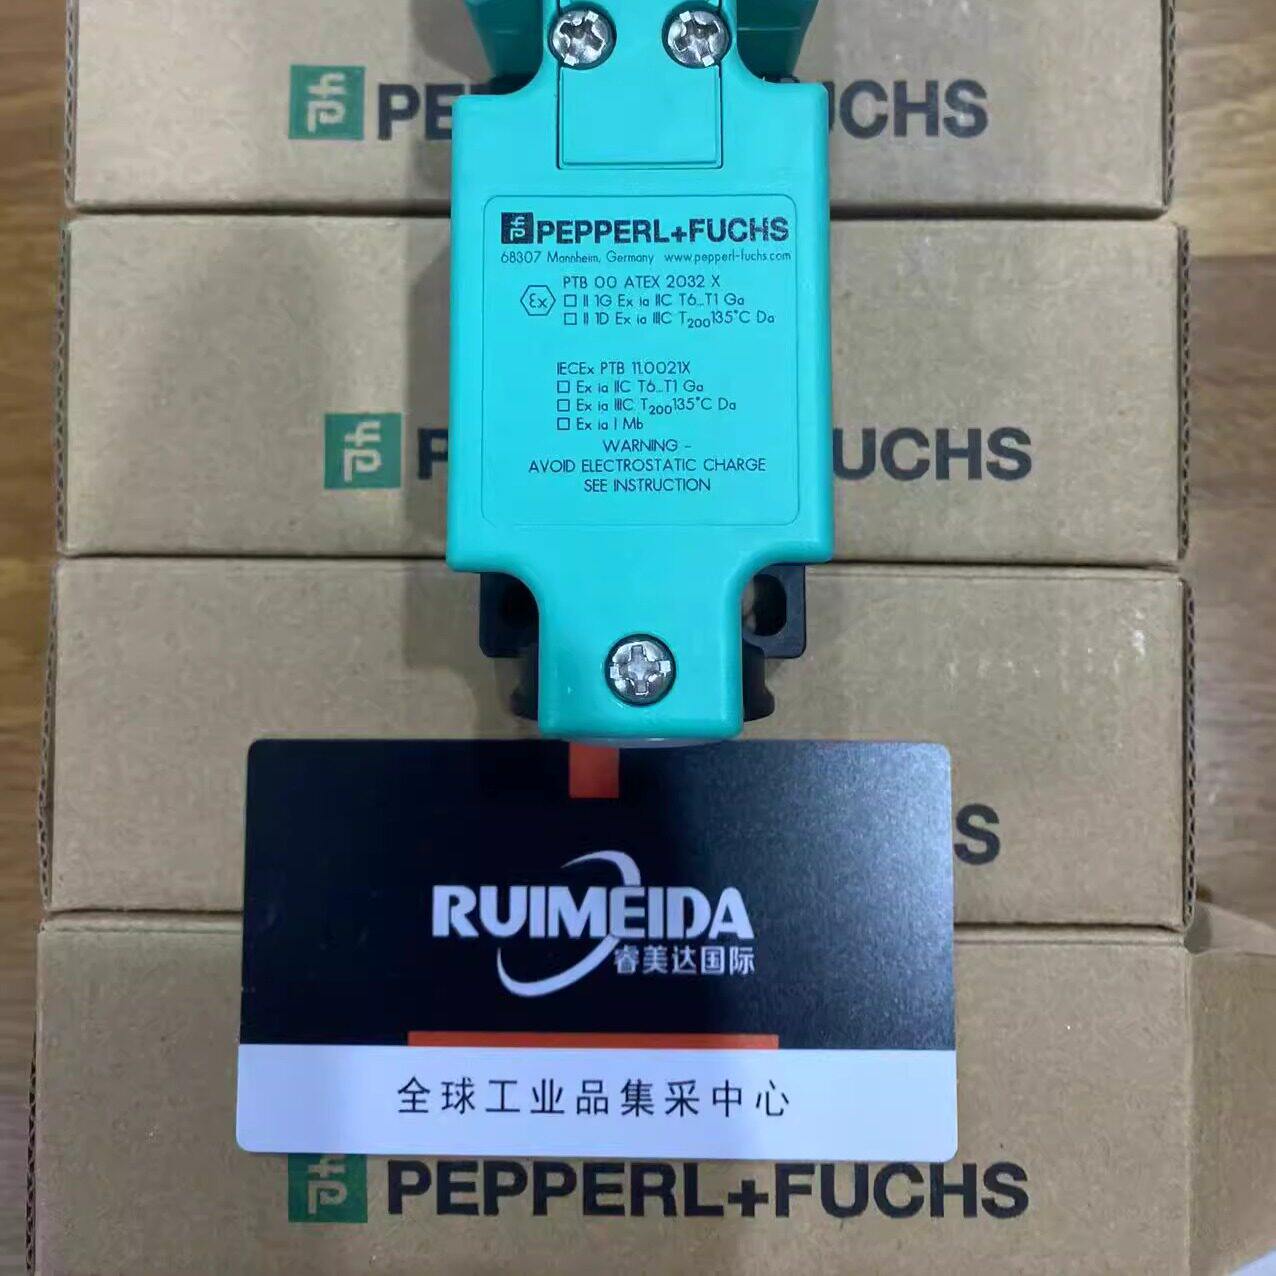 PE UCHS
PEPPERL+FUCHS
68307 Mannheim, Germany www.pepperl-fuchs.com
PTB 00 ATEX 2032 X
Ex
□ II 1G Ex ia IIC T6...T1 Ga
□ II 1D Ex ia IIIC T200135°C Da
IECEx PTB 11.0021X
□ Ex ia IIC T6...T1 Ga
□ Ex ia IIIC T200135°C Da
□ Ex ia I Mb
WARNING -
AVOID ELECTROSTATIC CHARGE
SEE INSTRUCTION
P UCHS
S
RUIMEIDA
睿美达国际
全球工业品集采中心
PEPPERL+FUCHS